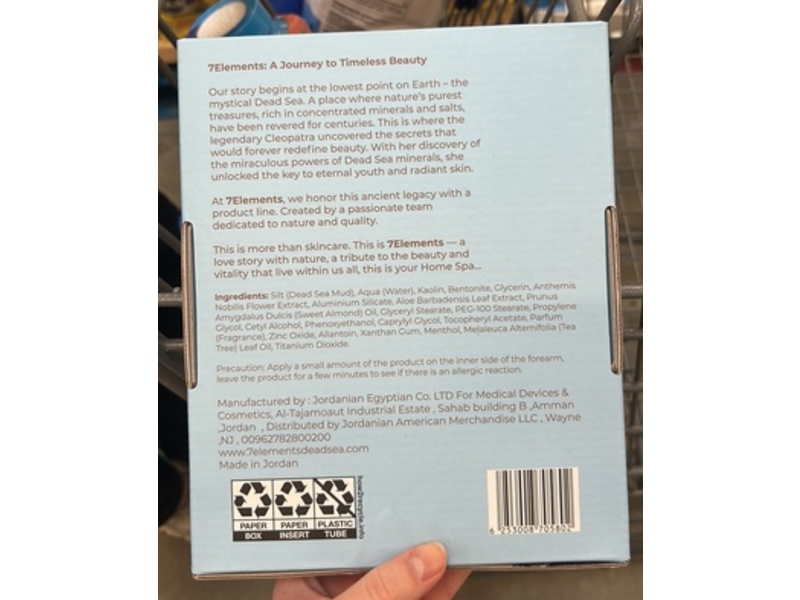 7Elements: A Journey to Timeless Beauty
Our story begins at the lowest point on Earth – the
mystical Dead Sea. A place where nature's purest
treasures, rich in concentrated minerals and salts,
have been revered for centuries. This is where the
legendary Cleopatra uncovered the secrets that
would forever redefine beauty. With her discovery of
the miraculous powers of Dead Sea minerals, she
unlocked the key to eternal youth and radiant skin.
At 7Elements, we honor this ancient legacy with a
product line. Created by a passionate team
dedicated to nature and quality.
This is more than skincare. This is 7Elements — a
love story with nature, a tribute to the beauty and
vitality that live within us all, this is your Home Spa...
Ingredients: Silt (Dead Sea Mud), Aqua (Water), Kaolin, Bentonite, Glycerin, Anthemis
Nobilis Flower Extract, Aluminium Silicate, Aloe Barbadensis Leaf Extract, Prunus
Amygdalus Dulcis (Sweet Almond) Oil, Glyceryl Stearate, PEG-100 Stearate, Propylene
Glycol, Cetyl Alcohol, Phenoxyethanol, Caprylyl Glycol, Tocopheryl Acetate, Parfum
(Fragrance), Zinc Oxide, Allantoin, Xanthan Gum, Menthol, Melaleuca Alternifolia (Tea
Tree) Leaf Oil, Titanium Dioxide.
Precaution: Apply a small amount of the product on the inner side of the forearm,
leave the product for a few minutes to see if there is an allergic reaction.
Manufactured by : Jordanian Egyptian Co. LTD For Medical Devices &
Cosmetics, Al-Tajamoaut Industrial Estate , Sahab building B ,Amman
,Jordan , Distributed by Jordanian American Merchandise LLC , Wayne
,NJ , 00962782800200
www.7elementsdeadsea.com
Made in Jordan
PAPER PAPER PLASTIC
BOX INSERT TUBE
how2recycle.info
6 253008 705802